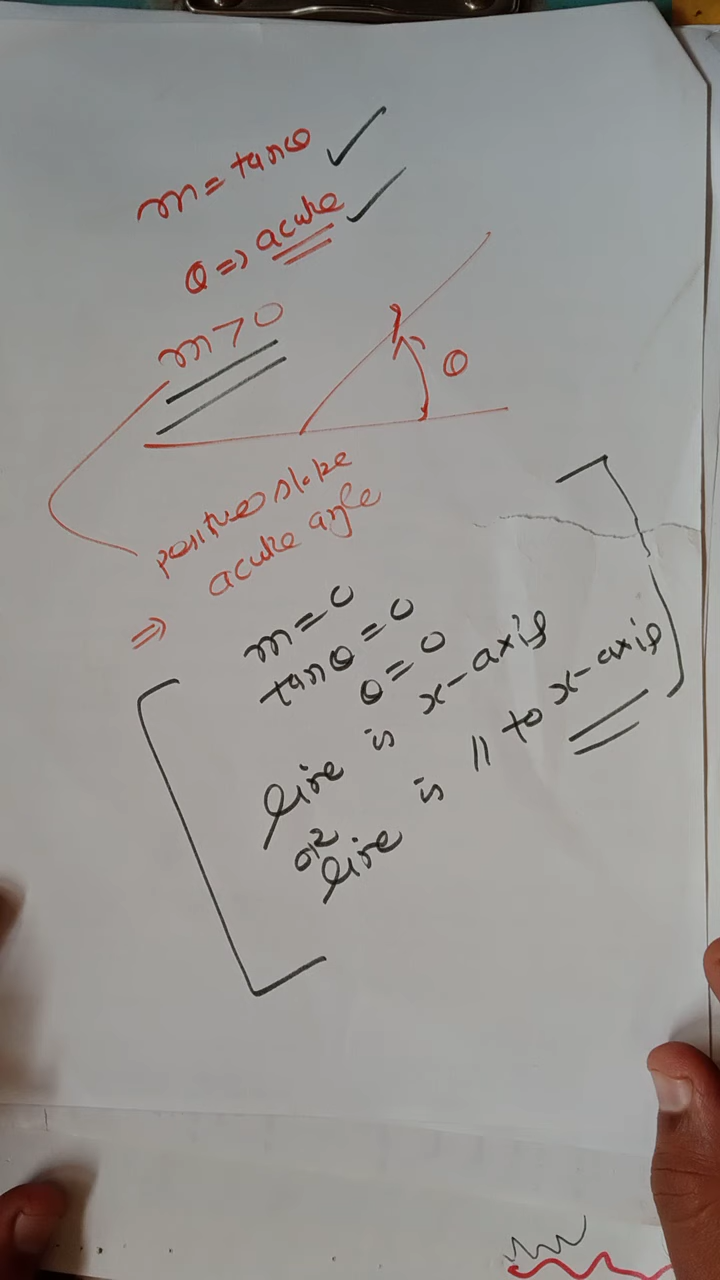 m = tanθ ✓
θ => acute ✓
m > 0
θ
positive slope
acute angle
=>
m = 0
tanθ = 0
θ = 0
line is x-axis
or
line is || to x-axis